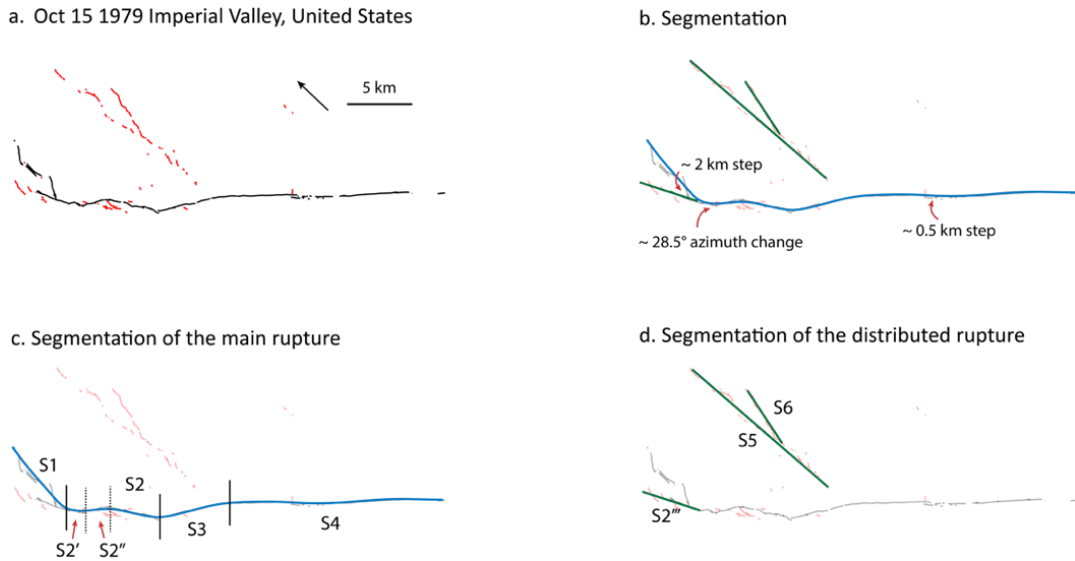 a. Oct 15 1979 Imperial Valley, United States
5 km
b. Segmentation
~ 2 km step
~ 28.5° azimuth change
~ 0.5 km step
c. Segmentation of the main rupture
S1
S2
S3
S4
S2' S2"
d. Segmentation of the distributed rupture
S6
S5
S2"'